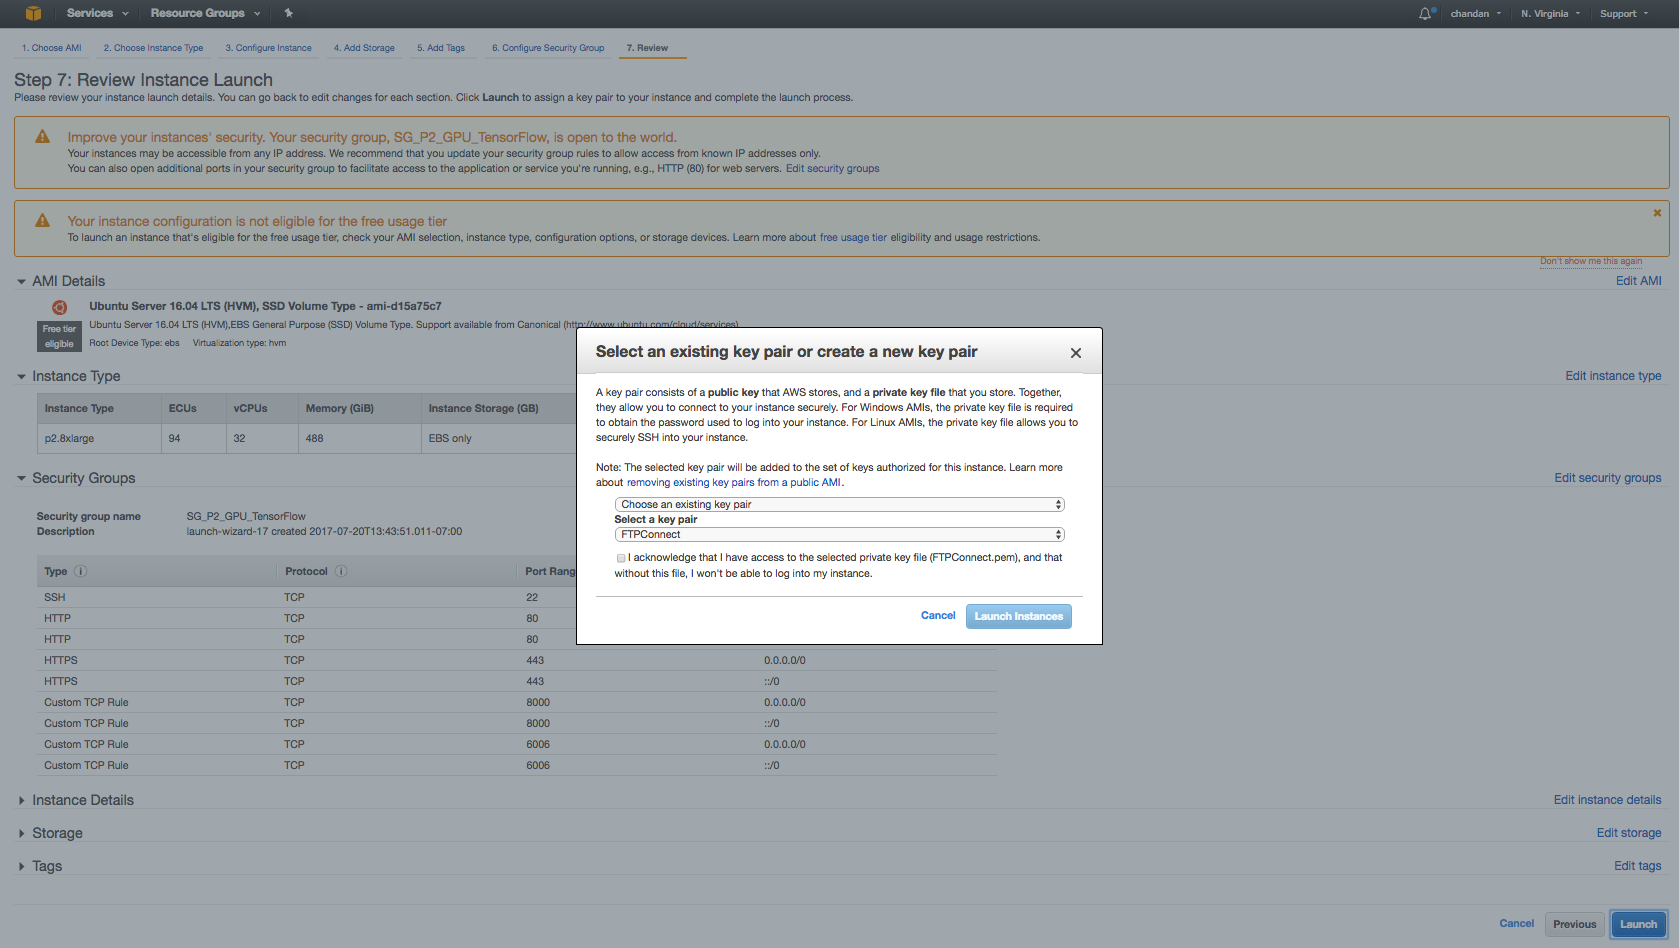 Services Resource Groups chandan N. Virginia Support
1. Choose AMI 2. Choose Instance Type 3. Configure Instance 4. Add Storage 5. Add Tags 6. Configure Security Group 7. Review
Step 7: Review Instance Launch
Please review your instance launch details. You can go back to edit changes for each section. Click Launch to assign a key pair to your instance and complete the launch process.
Improve your instances' security. Your security group, SG_P2_GPU_TensorFlow, is open to the world.
Your instances may be accessible from any IP address. We recommend that you update your security group rules to allow access from known IP addresses only.
You can also open additional ports in your security group to facilitate access to the application or service you're running, e.g., HTTP (80) for web servers. Edit security groups
Your instance configuration is not eligible for the free usage tier
To launch an instance that's eligible for the free usage tier, check your AMI selection, instance type, configuration options, or storage devices. Learn more about free usage tier eligibility and usage restrictions.
Don't show me this again
AMI Details Edit AMI
Ubuntu Server 16.04 LTS (HVM), SSD Volume Type - ami-d15a75c7
Free tier
eligible
Ubuntu Server 16.04 LTS (HVM),EBS General Purpose (SSD) Volume Type. Support available from Canonical (http://www.ubuntu.com/cloud/services).
Root Device Type: ebs Virtualization type: hvm
Instance Type Edit instance type
Instance Type ECUs vCPUs Memory (GiB) Instance Storage (GB)
p2.8xlarge 94 32 488 EBS only
Security Groups Edit security groups
Security group name SG_P2_GPU_TensorFlow
Description launch-wizard-17 created 2017-07-20T13:43:51.011-07:00
Type Protocol Port Rang
SSH TCP 22
HTTP TCP 80
HTTP TCP 80
HTTPS TCP 443 0.0.0.0/0
HTTPS TCP 443 ::/0
Custom TCP Rule TCP 8000 0.0.0.0/0
Custom TCP Rule TCP 8000 ::/0
Custom TCP Rule TCP 6006 0.0.0.0/0
Custom TCP Rule TCP 6006 ::/0
Instance Details Edit instance details
Storage Edit storage
Tags Edit tags
Cancel Previous Launch
Select an existing key pair or create a new key pair
A key pair consists of a public key that AWS stores, and a private key file that you store. Together,
they allow you to connect to your instance securely. For Windows AMIs, the private key file is required
to obtain the password used to log into your instance. For Linux AMIs, the private key file allows you to
securely SSH into your instance.
Note: The selected key pair will be added to the set of keys authorized for this instance. Learn more
about removing existing key pairs from a public AMI.
Choose an existing key pair
Select a key pair
FTPConnect
I acknowledge that I have access to the selected private key file (FTPConnect.pem), and that
without this file, I won't be able to log into my instance.
Cancel Launch Instances